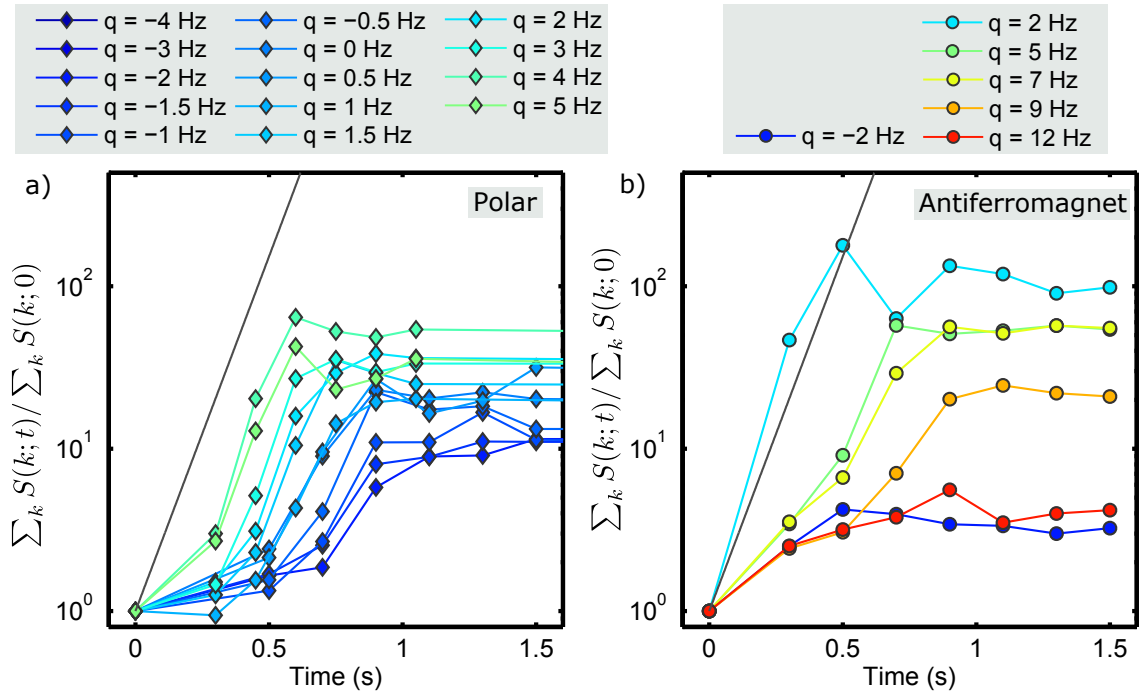 q = −4 Hz
q = −3 Hz
q = −2 Hz
q = −1.5 Hz
q = −1 Hz
q = −0.5 Hz
q = 0 Hz
q = 0.5 Hz
q = 1 Hz
q = 1.5 Hz
q = 2 Hz
q = 3 Hz
q = 4 Hz
q = 5 Hz
q = −2 Hz
q = 2 Hz
q = 5 Hz
q = 7 Hz
q = 9 Hz
q = 12 Hz
a)
Polar
∑ₖ S(k; t)/ ∑ₖ S(k; 0)
10²
10¹
10⁰
0 0.5 1 1.5
Time (s)
b)
Antiferromagnet
∑ₖ S(k; t)/ ∑ₖ S(k; 0)
10²
10¹
10⁰
0 0.5 1 1.5
Time (s)